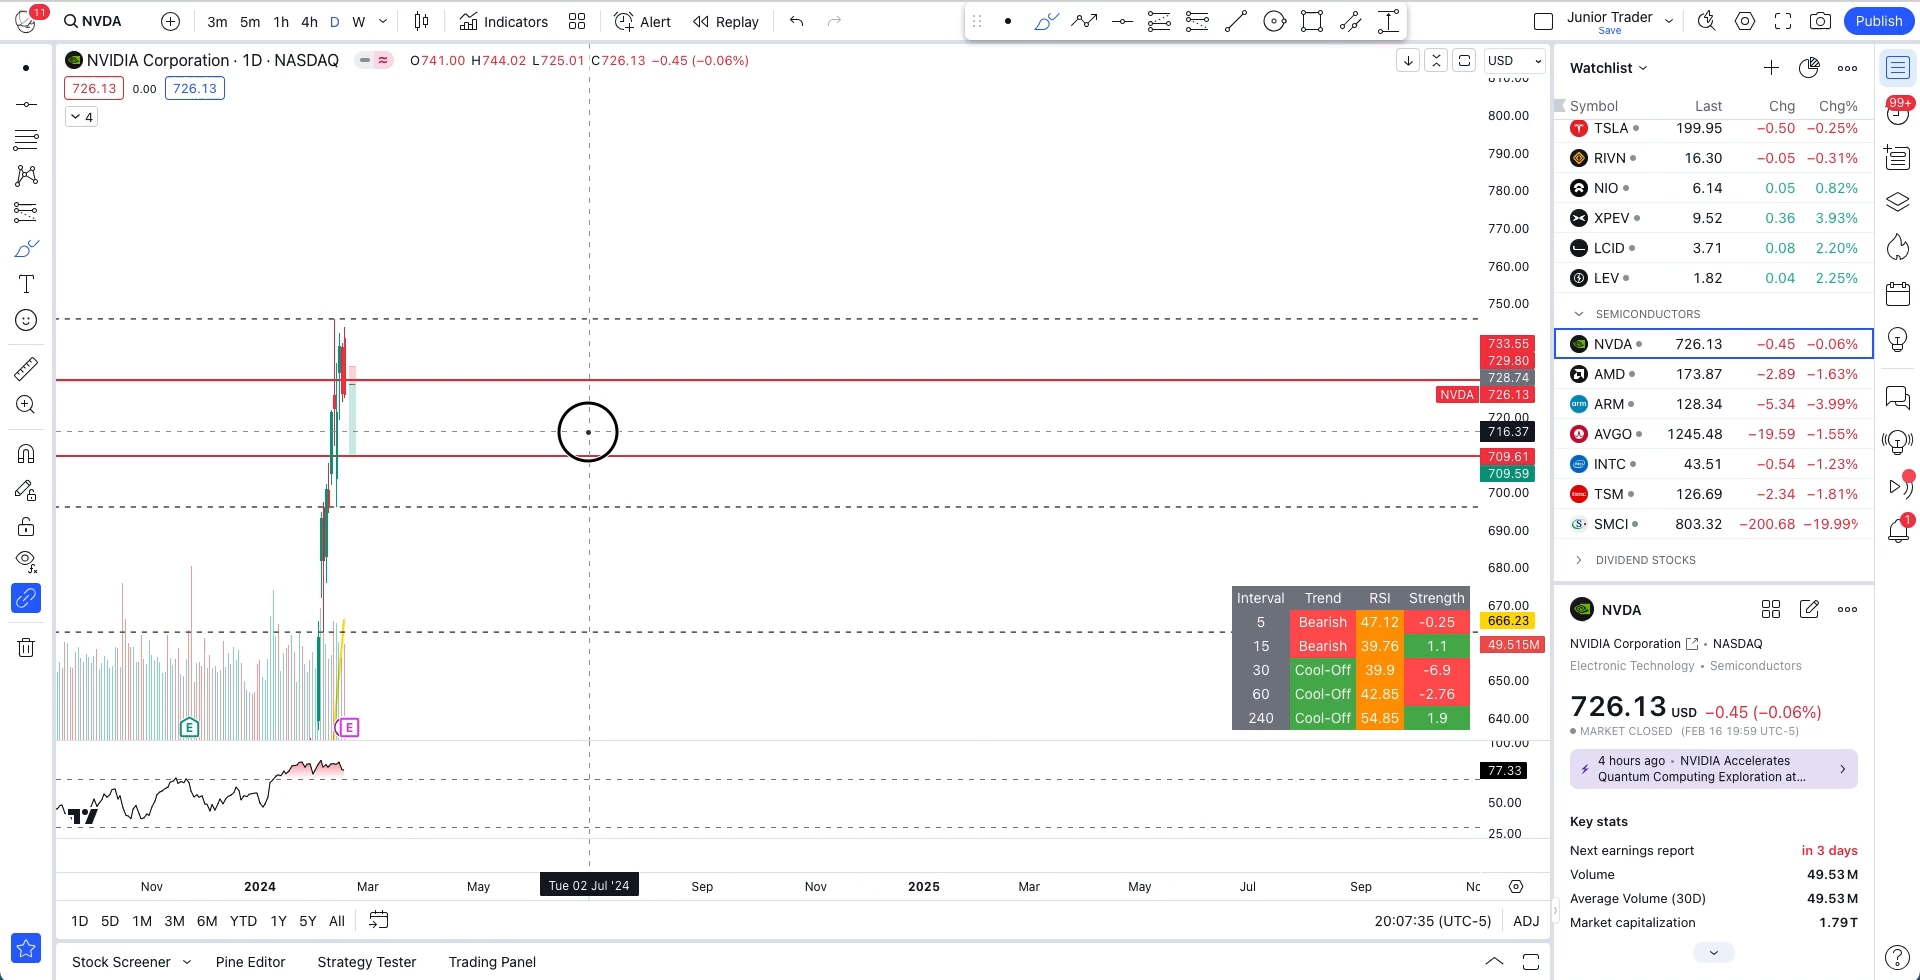 11
NVDA
3m 5m 1h 4h D W
Indicators
Alert
Replay
Junior Trader
Save
Publish
NVIDIA Corporation · 1D · NASDAQ
O741.00 H744.02 L725.01 C726.13 −0.45 (−0.06%)
726.13 0.00 726.13
4
USD
800.00
790.00
780.00
770.00
760.00
750.00
733.55
729.80
728.74
NVDA 726.13
720.00
716.37
709.61
709.59
700.00
690.00
680.00
670.00
666.23
49.515M
650.00
640.00
100.00
77.33
50.00
25.00
Interval Trend RSI Strength
5 Bearish 47.12 -0.25
15 Bearish 39.76 1.1
30 Cool-Off 39.9 -6.9
60 Cool-Off 42.85 -2.76
240 Cool-Off 54.85 1.9
E E
Nov 2024 Mar May Tue 02 Jul '24 Sep Nov 2025 Mar May Jul Sep
1D 5D 1M 3M 6M YTD 1Y 5Y All
20:07:35 (UTC-5) ADJ
Stock Screener Pine Editor Strategy Tester Trading Panel
Watchlist
Symbol Last Chg Chg%
TSLA 199.95 −0.50 −0.25%
RIVN 16.30 −0.05 −0.31%
NIO 6.14 0.05 0.82%
XPEV 9.52 0.36 3.93%
LCID 3.71 0.08 2.20%
LEV 1.82 0.04 2.25%
SEMICONDUCTORS
NVDA 726.13 −0.45 −0.06%
AMD 173.87 −2.89 −1.63%
arm ARM 128.34 −5.34 −3.99%
AVGO 1245.48 −19.59 −1.55%
INTC 43.51 −0.54 −1.23%
TSM 126.69 −2.34 −1.81%
SMCI 803.32 −200.68 −19.99%
DIVIDEND STOCKS
NVDA
NVIDIA Corporation • NASDAQ
Electronic Technology • Semiconductors
726.13 USD −0.45 (−0.06%)
MARKET CLOSED (FEB 16 19:59 UTC-5)
4 hours ago • NVIDIA Accelerates
Quantum Computing Exploration at...
Key stats
Next earnings report in 3 days
Volume 49.53M
Average Volume (30D) 49.53M
Market capitalization 1.79T
99+
1